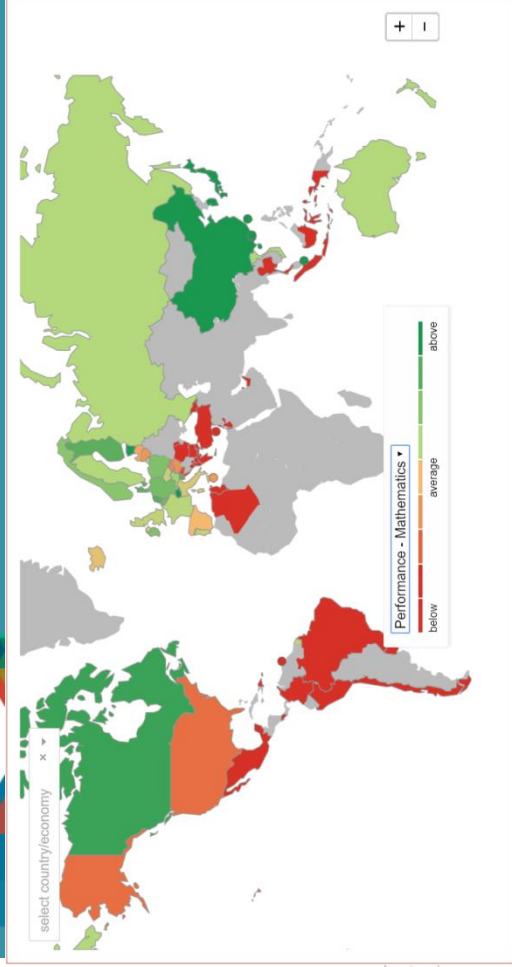 + −
select country/economy × ▾
Performance - Mathematics ▾
below average above